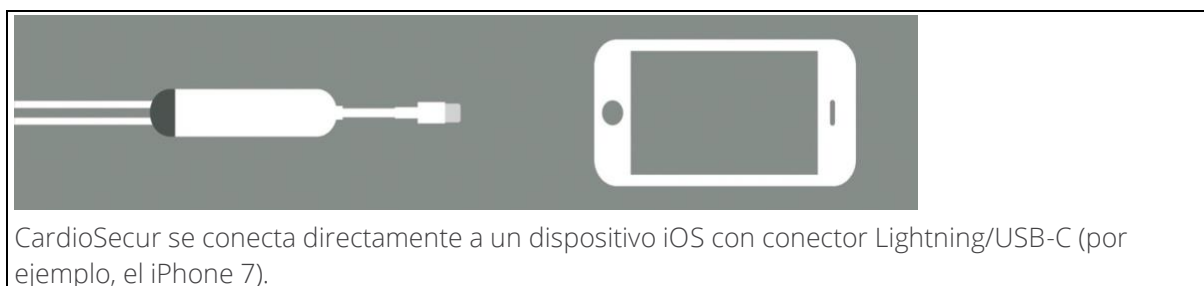 CardioSecur se conecta directamente a un dispositivo iOS con conector Lightning/USB-C (por
ejemplo, el iPhone 7).